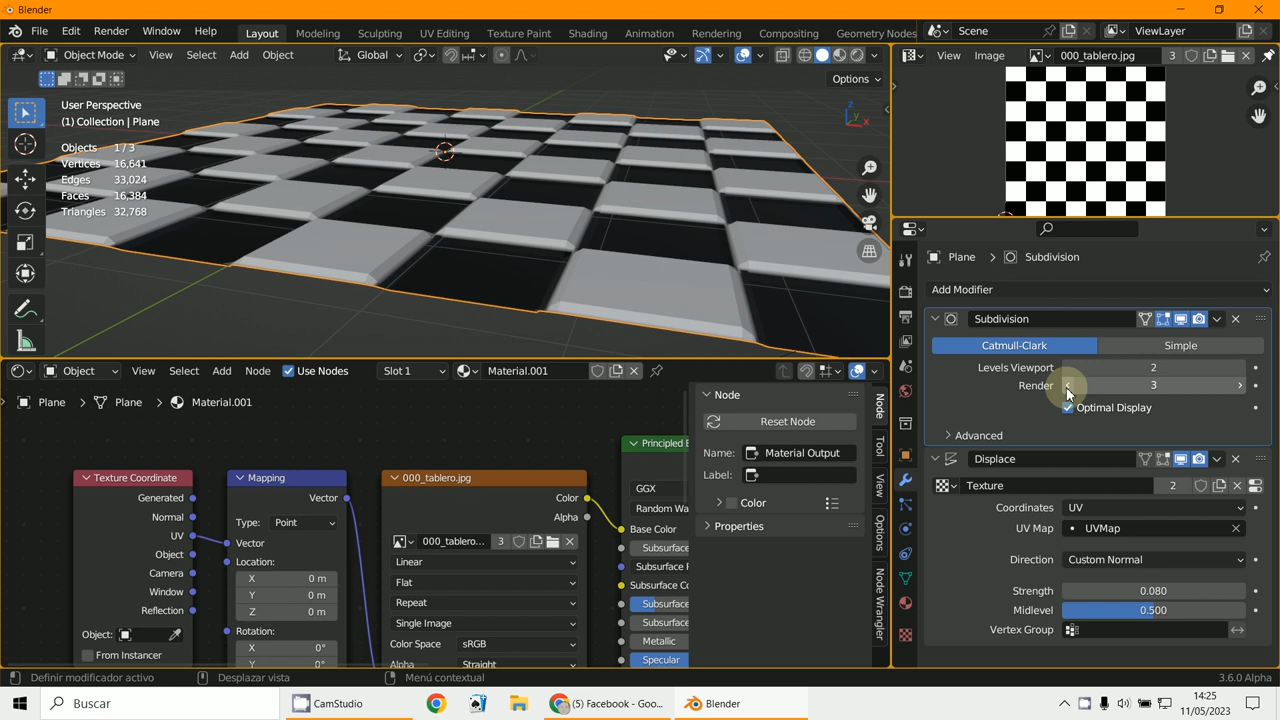 Blender
File Edit Render Window Help
Layout Modeling Sculpting UV Editing Texture Paint Shading Animation Rendering Compositing Geometry Nodes
Scene
ViewLayer
Object Mode View Select Add Object
Global
Options
User Perspective
(1) Collection | Plane
Objects 1/3
Vertices 16,641
Edges 33,024
Faces 16,384
Triangles 32,768
Z
Y
X
View Image 000_tablero.jpg 3
Plane > Subdivision
Add Modifier
Subdivision
Catmull-Clark Simple
Levels Viewport 2
Render 3
Optimal Display
Advanced
Displace
Texture 2
Coordinates UV
UV Map UVMap
Direction Custom Normal
Strength 0.080
Midlevel 0.500
Vertex Group
Object View Select Add Node Use Nodes Slot 1 Material.001
Plane > Plane > Material.001
Texture Coordinate
Generated
Normal
UV
Object
Camera
Window
Reflection
Object:
From Instancer
Mapping
Vector
Type: Point
Vector
Location:
X 0 m
Y 0 m
Z 0 m
Rotation:
X 0°
Y 0°
000_tablero.jpg
Color
Alpha
000_tablero... 3
Linear
Flat
Repeat
Single Image
Color Space sRGB
Alpha Straight
Principled B
GGX
Random Wa
Base Color
Subsurface
Subsurface R
Subsurface Co
Subsurface
Subsurface
Metallic
Specular
Node
Reset Node
Name: Material Output
Label:
Color
Properties
Node
Tool
View
Options
Node Wrangler
Definir modificador activo Desplazar vista Menú contextual
3.6.0 Alpha
Buscar
CamStudio
(5) Facebook - Goo...
Blender
14:25
11/05/2023